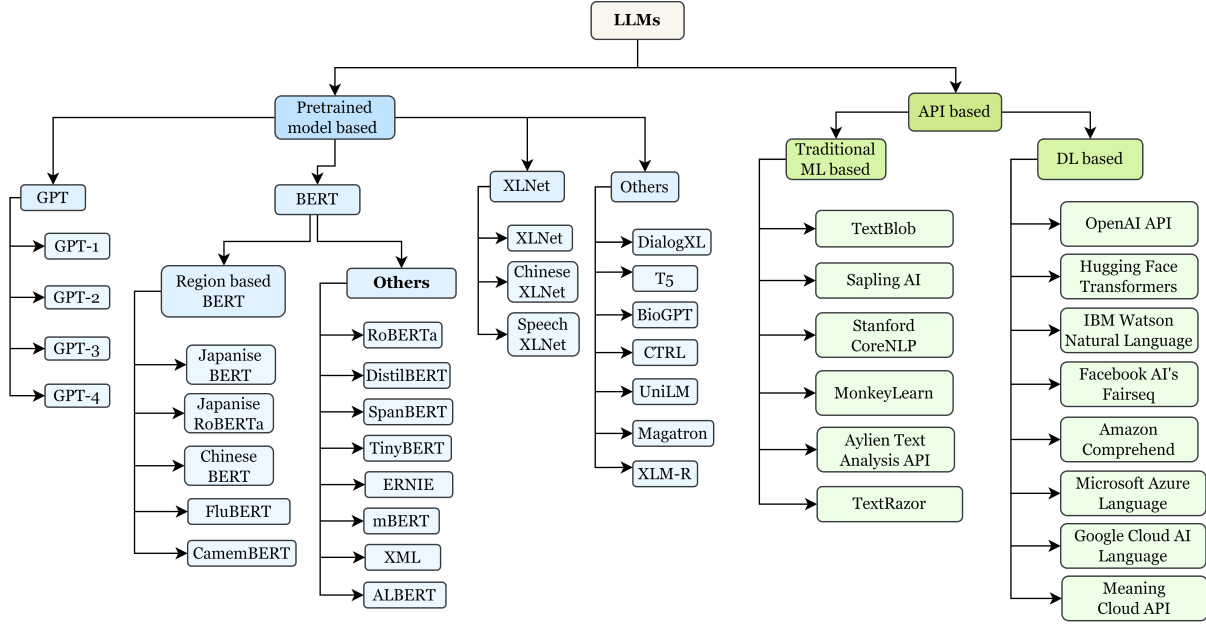 LLMs
Pretrained
model based
GPT
GPT-1
GPT-2
GPT-3
GPT-4
BERT
Region based
BERT
Japanise
BERT
Japanise
RoBERTa
Chinese
BERT
FluBERT
CamemBERT
Others
RoBERTa
DistilBERT
SpanBERT
TinyBERT
ERNIE
mBERT
XML
ALBERT
XLNet
XLNet
Chinese
XLNet
Speech
XLNet
Others
DialogXL
T5
BioGPT
CTRL
UniLM
Magatron
XLM-R
API based
Traditional
ML based
TextBlob
Sapling AI
Stanford
CoreNLP
MonkeyLearn
Aylien Text
Analysis API
TextRazor
DL based
OpenAI API
Hugging Face
Transformers
IBM Watson
Natural Language
Facebook AI's
Fairseq
Amazon
Comprehend
Microsoft Azure
Language
Google Cloud AI
Language
Meaning
Cloud API